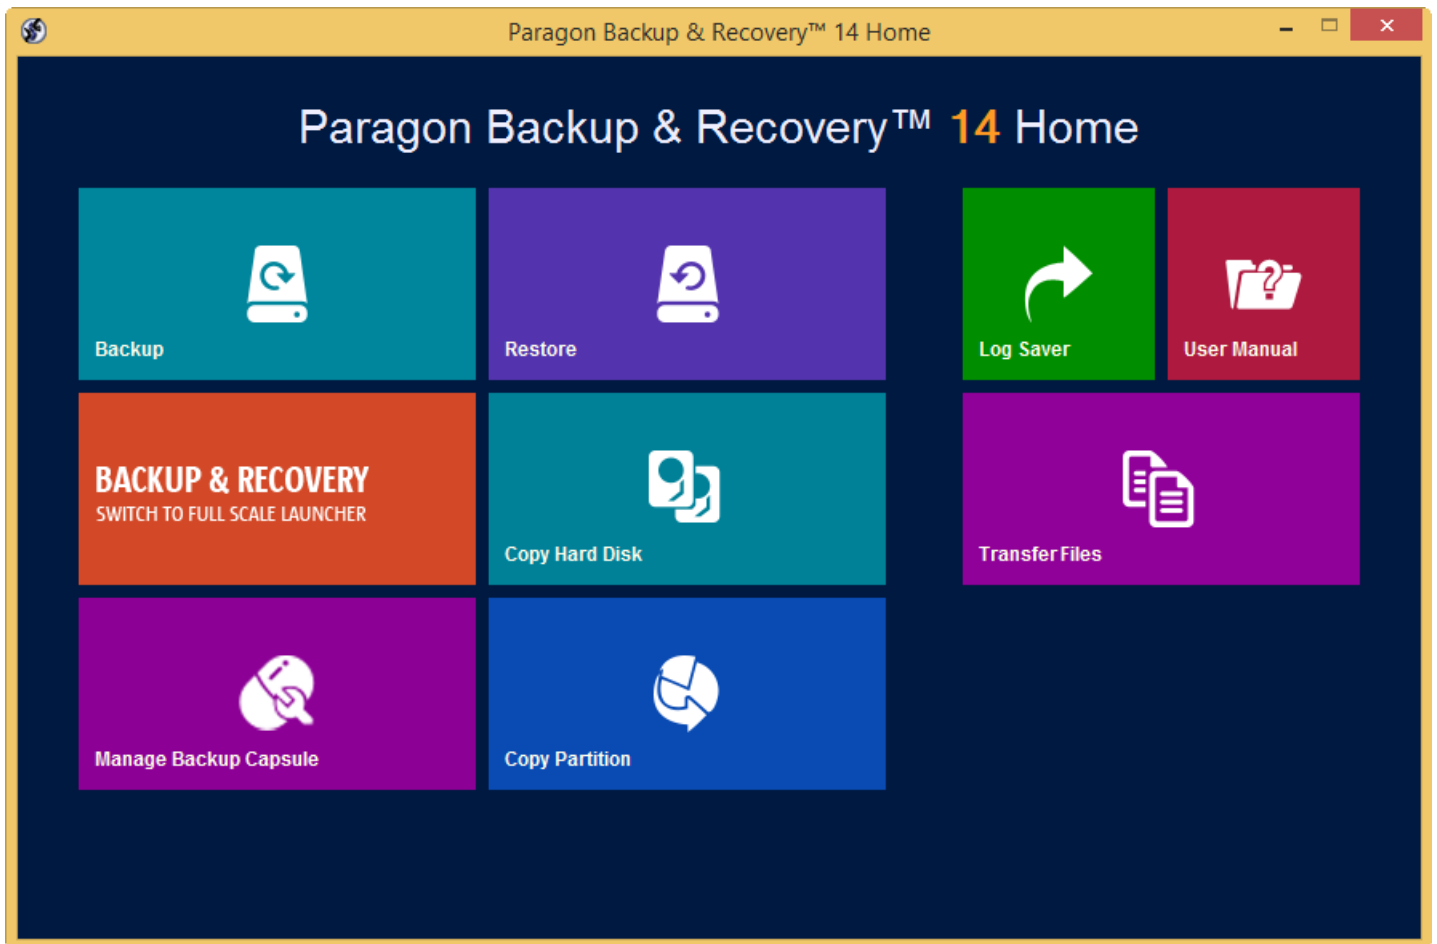 Paragon Backup & Recovery™ 14 Home
Paragon Backup & Recovery™ 14 Home
Backup
Restore
Log Saver
User Manual
BACKUP & RECOVERY
SWITCH TO FULL SCALE LAUNCHER
Copy Hard Disk
Transfer Files
Manage Backup Capsule
Copy Partition